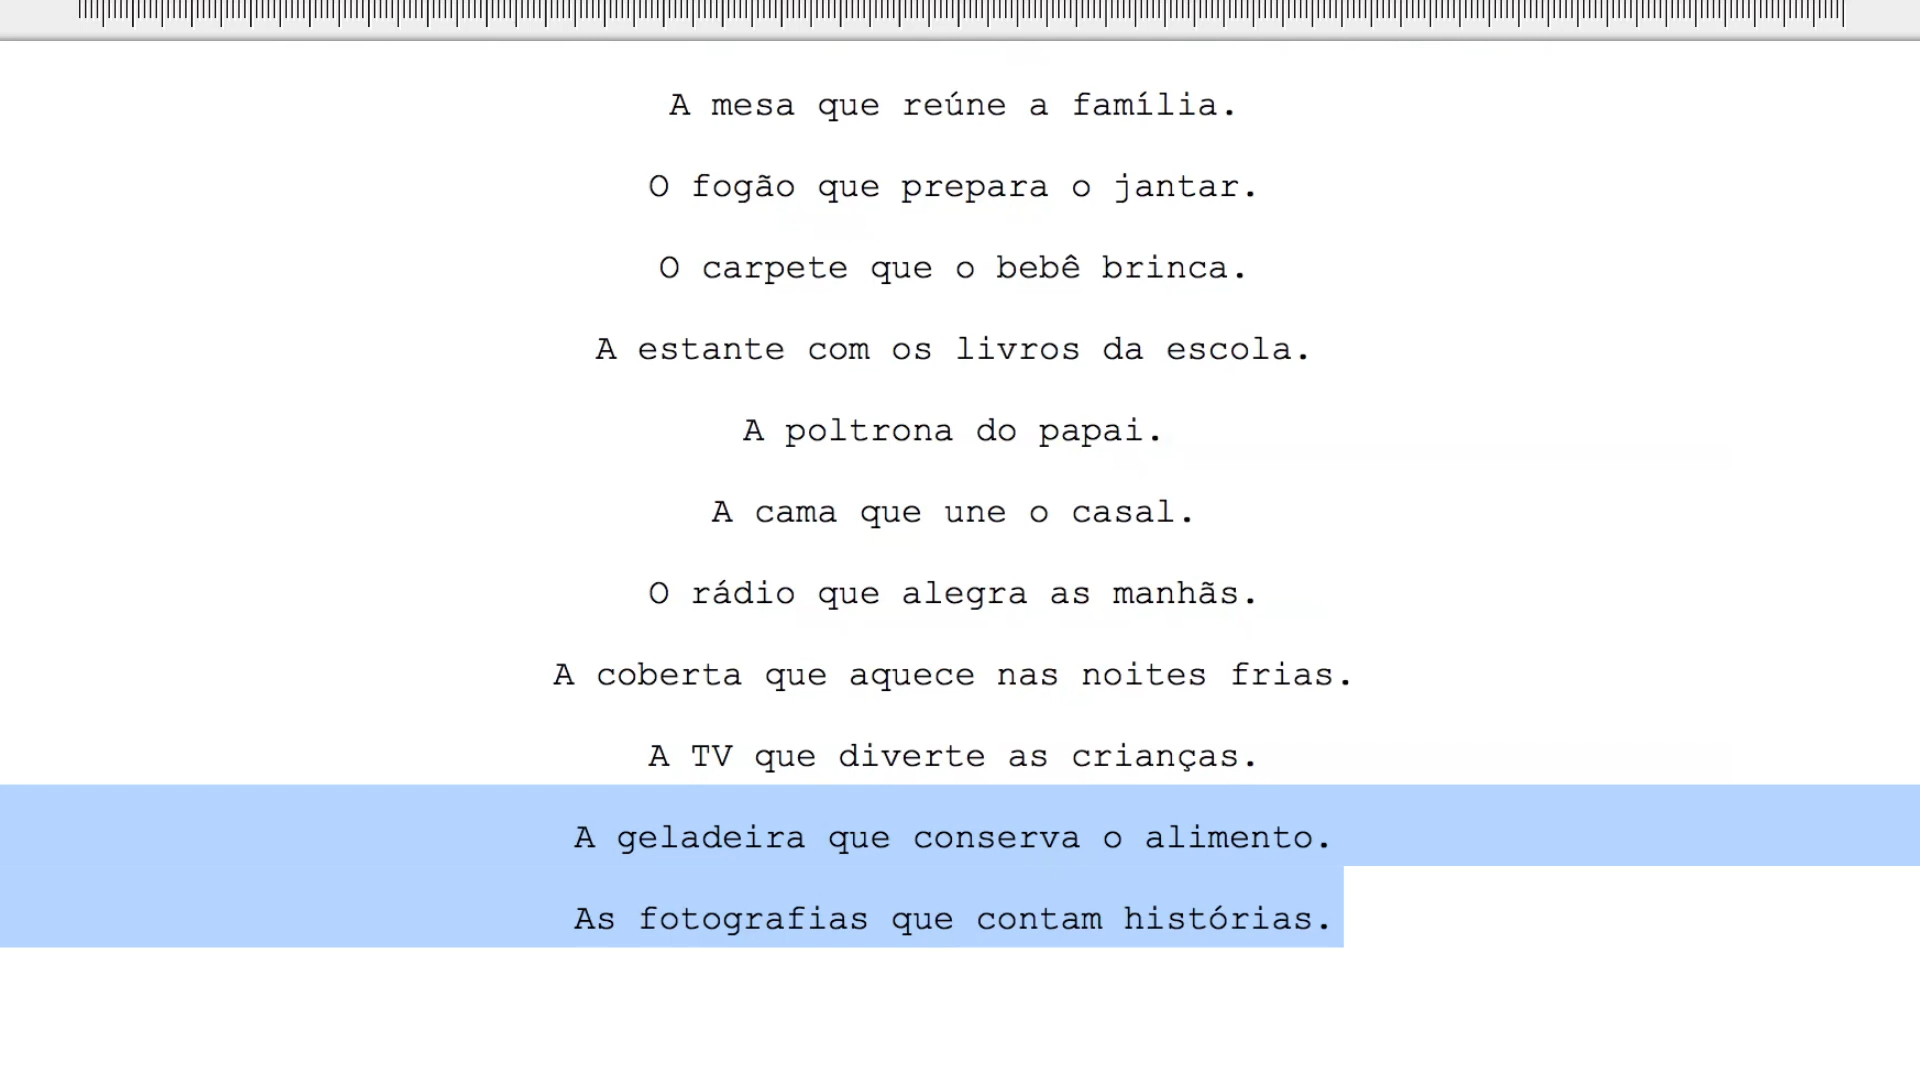 A mesa que reúne a família.
O fogão que prepara o jantar.
O carpete que o bebê brinca.
A estante com os livros da escola.
A poltrona do papai.
A cama que une o casal.
O rádio que alegra as manhãs.
A coberta que aquece nas noites frias.
A TV que diverte as crianças.
A geladeira que conserva o alimento.
As fotografias que contam histórias.